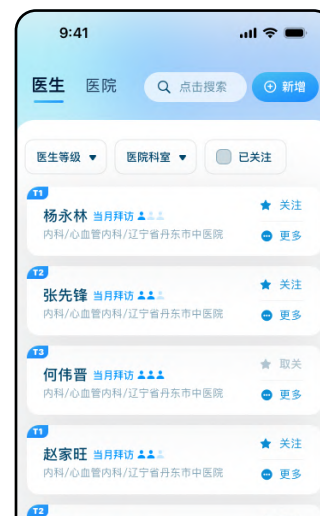 9:41
医生 医院 点击搜索 新增
医生等级 医院科室 已关注
T1
杨永林 当月拜访 关注
内科/心血管内科/辽宁省丹东市中医院 更多
T2
张先锋 当月拜访 关注
内科/心血管内科/辽宁省丹东市中医院 更多
T3
何伟晋 当月拜访 取关
内科/心血管内科/辽宁省丹东市中医院 更多
T1
赵家旺 当月拜访 关注
内科/心血管内科/辽宁省丹东市中医院 更多
T2